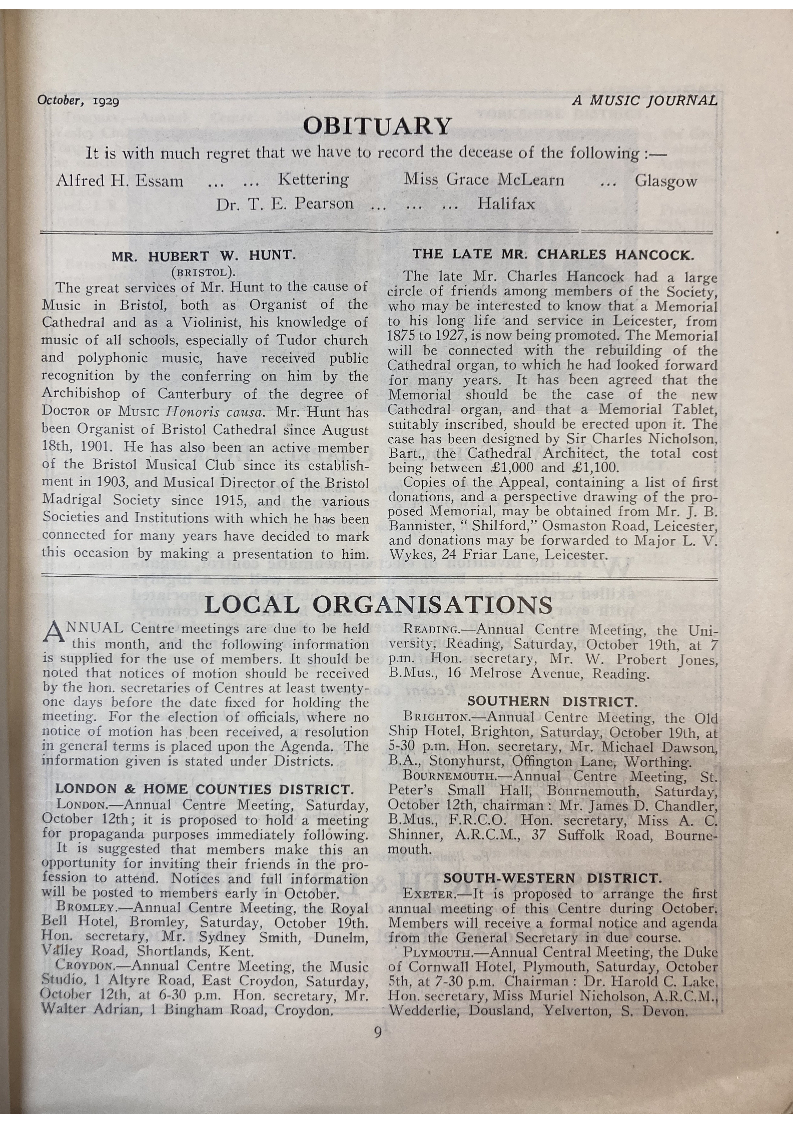 October, 1929
A MUSIC JOURNAL
OBITUARY
It is with much regret that we have to record the decease of the following :—
Alfred H. Essam ... ... Kettering Miss Grace McLearn ... Glasgow
Dr. T. E. Pearson ... ... ... Halifax
MR. HUBERT W. HUNT.
(BRISTOL).
The great services of Mr. Hunt to the cause of
Music in Bristol, both as Organist of the
Cathedral and as a Violinist, his knowledge of
music of all schools, especially of Tudor church
and polyphonic music, have received public
recognition by the conferring on him by the
Archibishop of Canterbury of the degree of
DOCTOR OF MUSIC Honoris causa. Mr. Hunt has
been Organist of Bristol Cathedral since August
18th, 1901. He has also been an active member
of the Bristol Musical Club since its establish-
ment in 1903, and Musical Director of the Bristol
Madrigal Society since 1915, and the various
Societies and Institutions with which he has been
connected for many years have decided to mark
this occasion by making a presentation to him.
THE LATE MR. CHARLES HANCOCK.
The late Mr. Charles Hancock had a large
circle of friends among members of the Society,
who may be interested to know that a Memorial
to his long life and service in Leicester, from
1875 to 1927, is now being promoted. The Memorial
will be connected with the rebuilding of the
Cathedral organ, to which he had looked forward
for many years. It has been agreed that the
Memorial should be the case of the new
Cathedral organ, and that a Memorial Tablet,
suitably inscribed, should be erected upon it. The
case has been designed by Sir Charles Nicholson,
Bart., the Cathedral Architect, the total cost
being between £1,000 and £1,100.
Copies of the Appeal, containing a list of first
donations, and a perspective drawing of the pro-
posed Memorial, may be obtained from Mr. J. B.
Bannister, " Shilford," Osmaston Road, Leicester,
and donations may be forwarded to Major L. V.
Wykes, 24 Friar Lane, Leicester.
LOCAL ORGANISATIONS
ANNUAL Centre meetings are due to be held
this month, and the following information
is supplied for the use of members. It should be
noted that notices of motion should be received
by the hon. secretaries of Centres at least twenty-
one days before the date fixed for holding the
meeting. For the election of officials, where no
notice of motion has been received, a resolution
in general terms is placed upon the Agenda. The
information given is stated under Districts.
LONDON & HOME COUNTIES DISTRICT.
LONDON.—Annual Centre Meeting, Saturday,
October 12th; it is proposed to hold a meeting
for propaganda purposes immediately following.
It is suggested that members make this an
opportunity for inviting their friends in the pro-
fession to attend. Notices and full information
will be posted to members early in October.
BROMLEY.—Annual Centre Meeting, the Royal
Bell Hotel, Bromley, Saturday, October 19th.
Hon. secretary, Mr. Sydney Smith, Dunelm,
Valley Road, Shortlands, Kent.
CROYDON.—Annual Centre Meeting, the Music
Studio, 1 Altyre Road, East Croydon, Saturday,
October 12th, at 6-30 p.m. Hon. secretary, Mr.
Walter Adrian, 1 Bingham Road, Croydon.
READING.—Annual Centre Meeting, the Uni-
versity, Reading, Saturday, October 19th, at 7
p.m. Hon. secretary, Mr. W. Probert Jones,
B.Mus., 16 Melrose Avenue, Reading.
SOUTHERN DISTRICT.
BRIGHTON.—Annual Centre Meeting, the Old
Ship Hotel, Brighton, Saturday, October 19th, at
5-30 p.m. Hon. secretary, Mr. Michael Dawson,
B.A., Stonyhurst, Offington Lane, Worthing.
BOURNEMOUTH.—Annual Centre Meeting, St.
Peter's Small Hall, Bournemouth, Saturday,
October 12th, chairman : Mr. James D. Chandler,
B.Mus., F.R.C.O. Hon. secretary, Miss A. C.
Shinner, A.R.C.M., 37 Suffolk Road, Bourne-
mouth.
SOUTH-WESTERN DISTRICT.
EXETER.—It is proposed to arrange the first
annual meeting of this Centre during October.
Members will receive a formal notice and agenda
from the General Secretary in due course.
PLYMOUTH.—Annual Central Meeting, the Duke
of Cornwall Hotel, Plymouth, Saturday, October
5th, at 7-30 p.m. Chairman : Dr. Harold C. Lake,
Hon. secretary, Miss Muriel Nicholson, A.R.C.M.,
Wedderlie, Dousland, Yelverton, S. Devon.
9